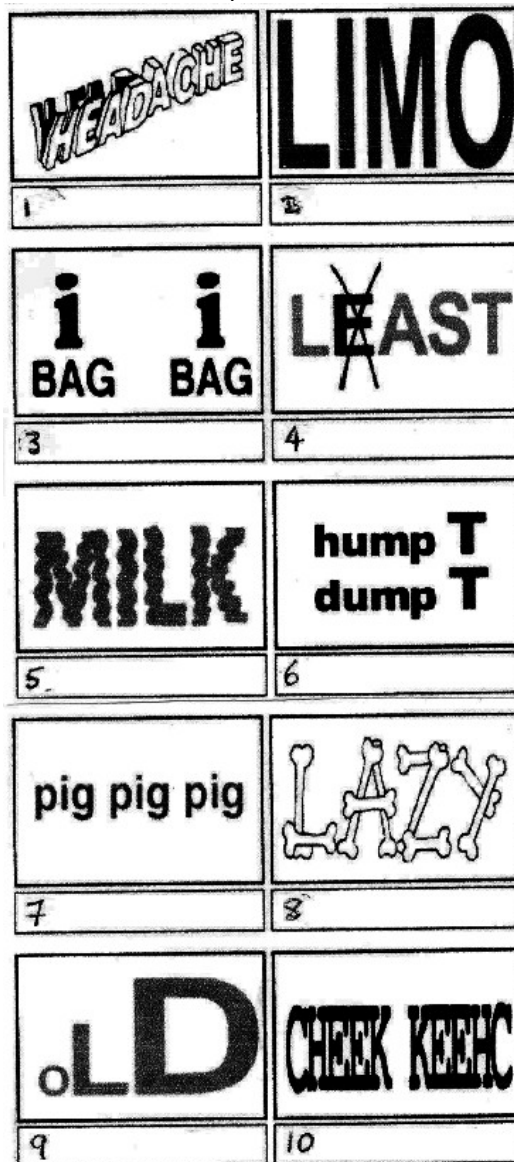 HEADACHE
LIMO
1
2
i i
BAG BAG
LEAST
3
4
MILK
hump T
dump T
5.
6
pig pig pig
LAZY
7
8
OLD
CHEEK KEEHC
9
10